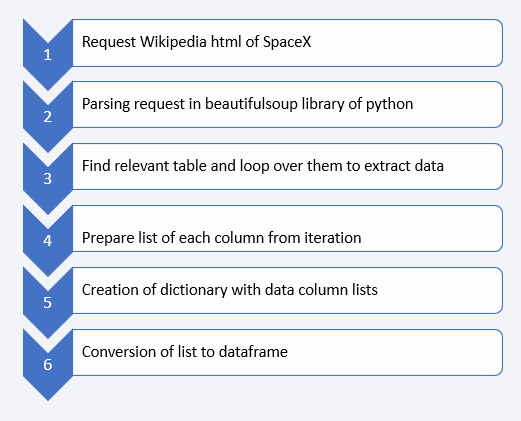 1
Request Wikipedia html of SpaceX
2
Parsing request in beautifulsoup library of python
3
Find relevant table and loop over them to extract data
4
Prepare list of each column from iteration
5
Creation of dictionary with data column lists
6
Conversion of list to dataframe